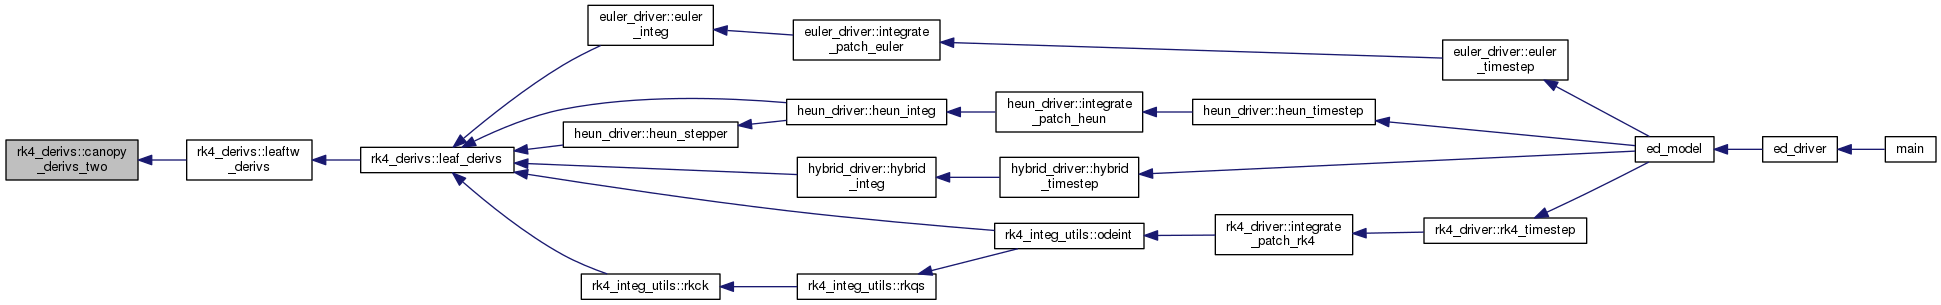 rk4_derivs::canopy
_derivs_two
rk4_derivs::leaftw
_derivs
rk4_derivs::leaf_derivs
euler_driver::euler
_integ
euler_driver::integrate
_patch_euler
euler_driver::euler
_timestep
heun_driver::heun_stepper
heun_driver::heun_integ
heun_driver::integrate
_patch_heun
heun_driver::heun_timestep
hybrid_driver::hybrid
_integ
hybrid_driver::hybrid
_timestep
rk4_integ_utils::rkck
rk4_integ_utils::rkqs
rk4_integ_utils::odeint
rk4_driver::integrate
_patch_rk4
rk4_driver::rk4_timestep
ed_model
ed_driver
main